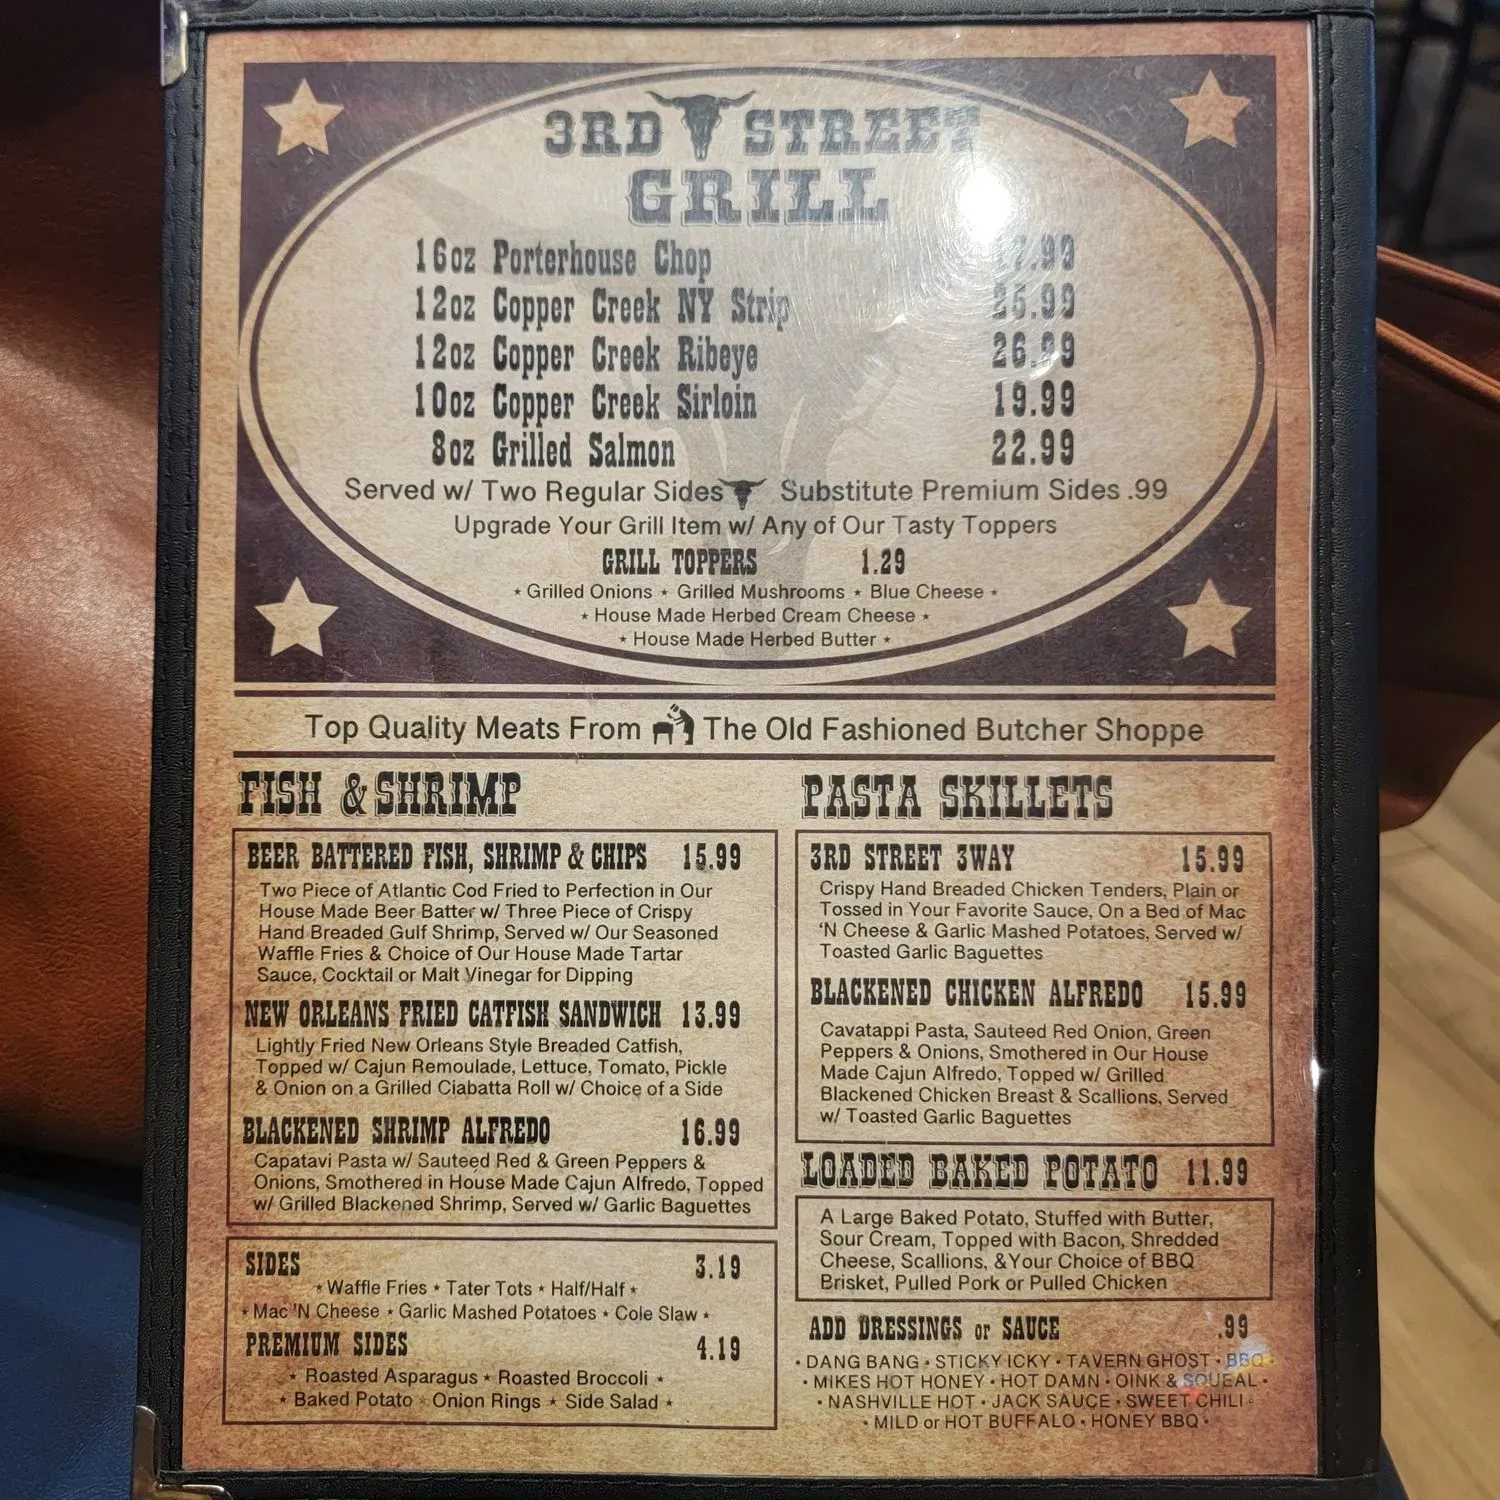 3RD STREET
GRILL
16oz Porterhouse Chop 17.99
12oz Copper Creek NY Strip 25.99
12oz Copper Creek Ribeye 26.99
10oz Copper Creek Sirloin 19.99
8oz Grilled Salmon 22.99
Served w/ Two Regular Sides Substitute Premium Sides .99
Upgrade Your Grill Item w/ Any of Our Tasty Toppers
GRILL TOPPERS 1.29
⋆ Grilled Onions ⋆ Grilled Mushrooms ⋆ Blue Cheese ⋆
⋆ House Made Herbed Cream Cheese ⋆
⋆ House Made Herbed Butter ⋆
Top Quality Meats From The Old Fashioned Butcher Shoppe
FISH & SHRIMP
BEER BATTERED FISH, SHRIMP & CHIPS 15.99
Two Piece of Atlantic Cod Fried to Perfection in Our
House Made Beer Batter w/ Three Piece of Crispy
Hand Breaded Gulf Shrimp, Served w/ Our Seasoned
Waffle Fries & Choice of Our House Made Tartar
Sauce, Cocktail or Malt Vinegar for Dipping
NEW ORLEANS FRIED CATFISH SANDWICH 13.99
Lightly Fried New Orleans Style Breaded Catfish,
Topped w/ Cajun Remoulade, Lettuce, Tomato, Pickle
& Onion on a Grilled Ciabatta Roll w/ Choice of a Side
BLACKENED SHRIMP ALFREDO 16.99
Capatavi Pasta w/ Sauteed Red & Green Peppers &
Onions, Smothered in House Made Cajun Alfredo, Topped
w/ Grilled Blackened Shrimp, Served w/ Garlic Baguettes
SIDES 3.19
⋆ Waffle Fries ⋆ Tater Tots ⋆ Half/Half ⋆
⋆ Mac 'N Cheese ⋆ Garlic Mashed Potatoes ⋆ Cole Slaw ⋆
PREMIUM SIDES 4.19
⋆ Roasted Asparagus ⋆ Roasted Broccoli ⋆
⋆ Baked Potato ⋆ Onion Rings ⋆ Side Salad ⋆
PASTA SKILLETS
3RD STREET 3WAY 15.99
Crispy Hand Breaded Chicken Tenders, Plain or
Tossed in Your Favorite Sauce, On a Bed of Mac
'N Cheese & Garlic Mashed Potatoes, Served w/
Toasted Garlic Baguettes
BLACKENED CHICKEN ALFREDO 15.99
Cavatappi Pasta, Sauteed Red Onion, Green
Peppers & Onions, Smothered in Our House
Made Cajun Alfredo, Topped w/ Grilled
Blackened Chicken Breast & Scallions, Served
w/ Toasted Garlic Baguettes
LOADED BAKED POTATO 11.99
A Large Baked Potato, Stuffed with Butter,
Sour Cream, Topped with Bacon, Shredded
Cheese, Scallions, &Your Choice of BBQ
Brisket, Pulled Pork or Pulled Chicken
ADD DRESSINGS or SAUCE .99
• DANG BANG • STICKY ICKY • TAVERN GHOST • BBQ •
• MIKES HOT HONEY • HOT DAMN • OINK & SQUEAL •
• NASHVILLE HOT • JACK SAUCE • SWEET CHILI •
• MILD or HOT BUFFALO • HONEY BBQ •